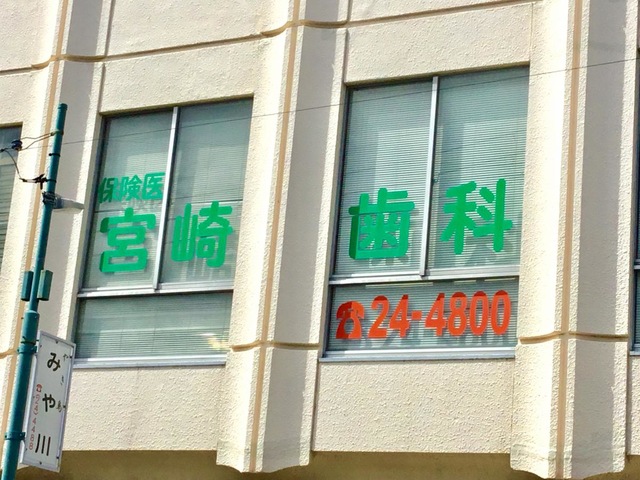 保険医
宮崎 歯科
☎24-4800
みや川